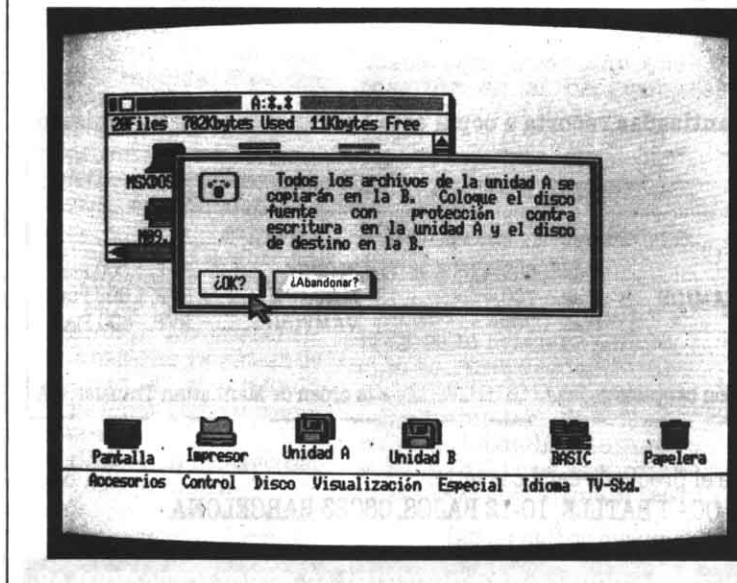 A:*.*
28Files 702Kbytes Used 11Kbytes Free
MSXDOS
Todos los archivos de la unidad A se
copiarán en la B. Coloque el disco
fuente con protección contra
escritura en la unidad A y el disco
de destino en la B.
¿OK? ¿Abandonar?
Pantalla Impresor Unidad A Unidad B BASIC Papelera
Accesorios Control Disco Visualización Especial Idioma TV-Std.